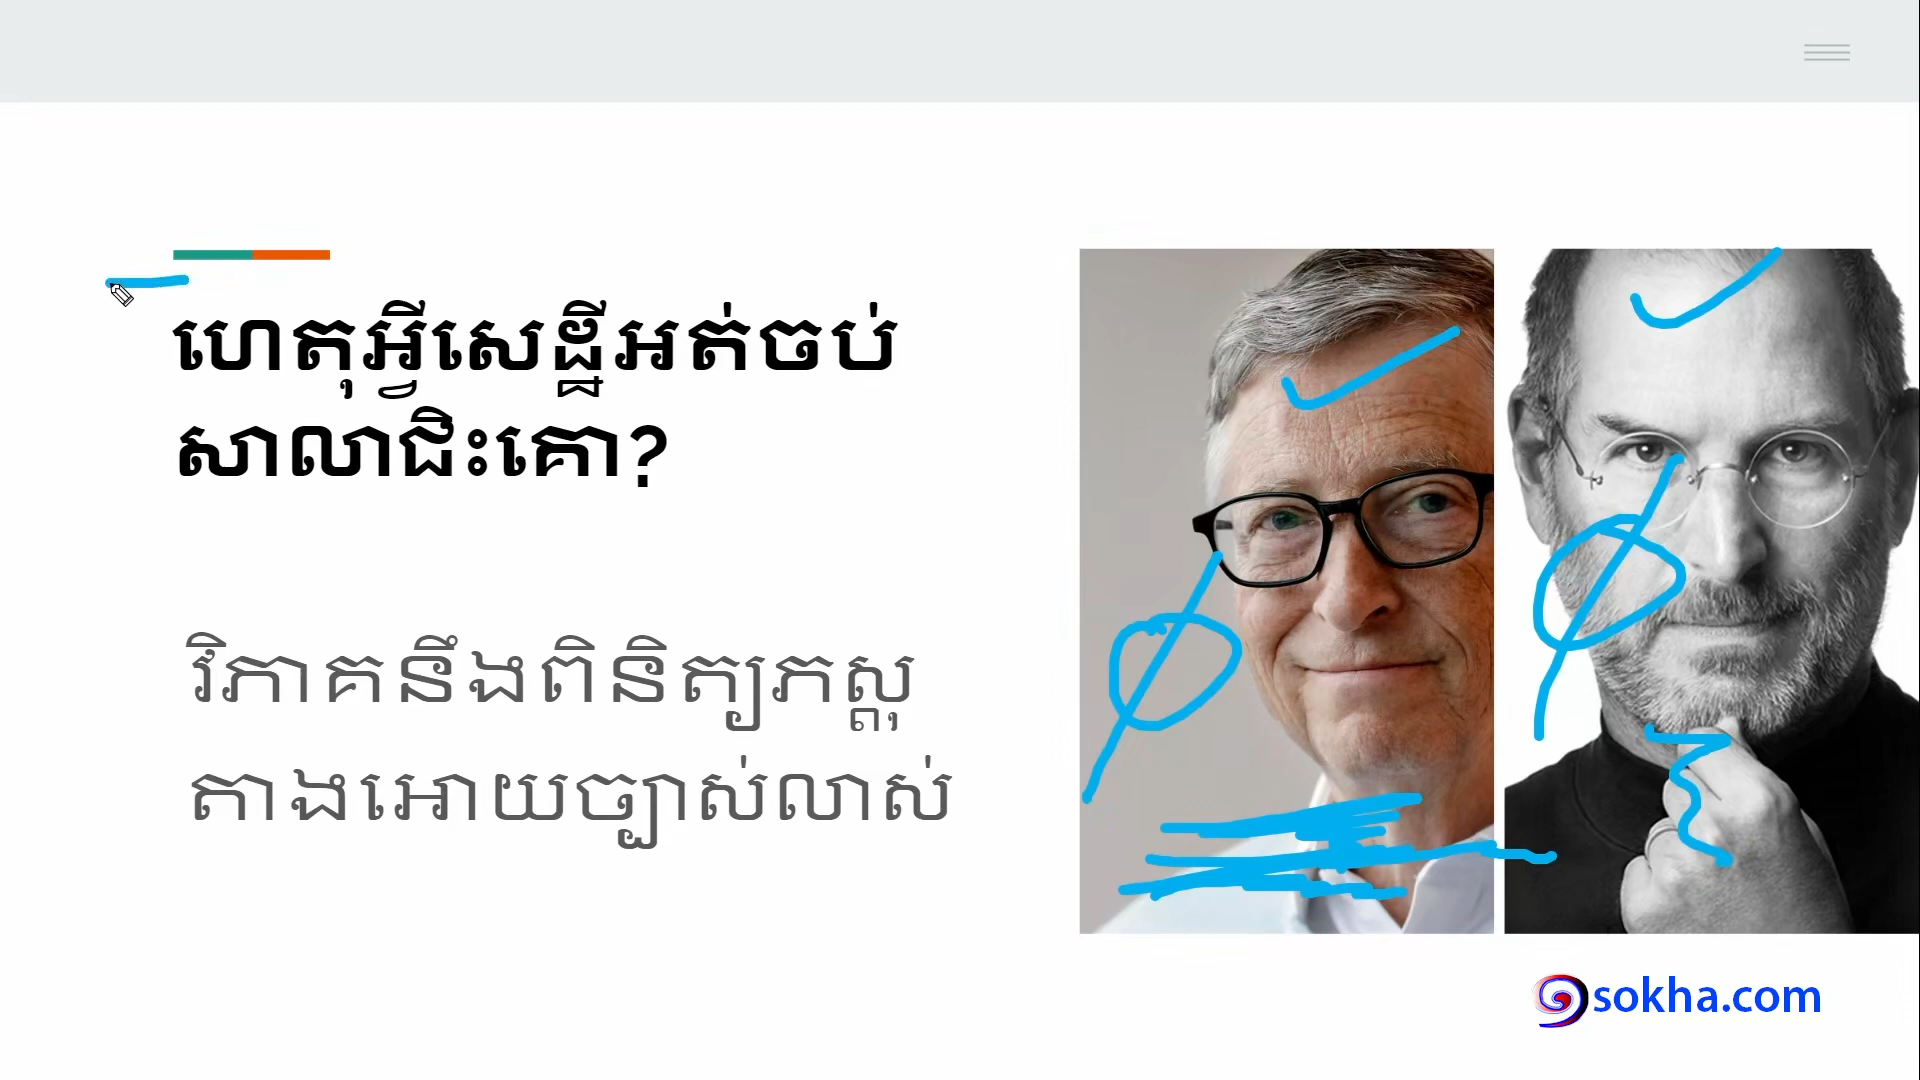 ហេតុអ្វីសេដ្ឋីអត់ចប់
សាលាជិះគោ?
វិភាគនឹងពិនិត្យភស្តុ
តាងអោយច្បាស់លាស់
sokha.com